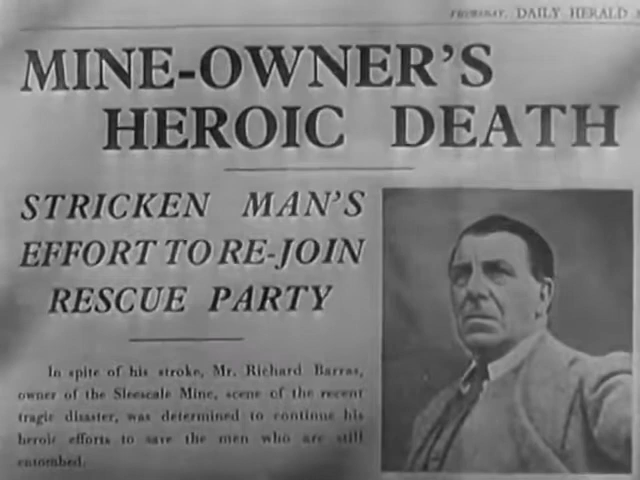 THURSDAY, DAILY HERALD
MINE-OWNER'S
HEROIC DEATH
STRICKEN MAN'S
EFFORT TO RE-JOIN
RESCUE PARTY
In spite of his stroke, Mr. Richard Barras,
owner of the Sleescale Mine, scene of the recent
tragic disaster, was determined to continue his
heroic efforts to save the men who are still
entombed.